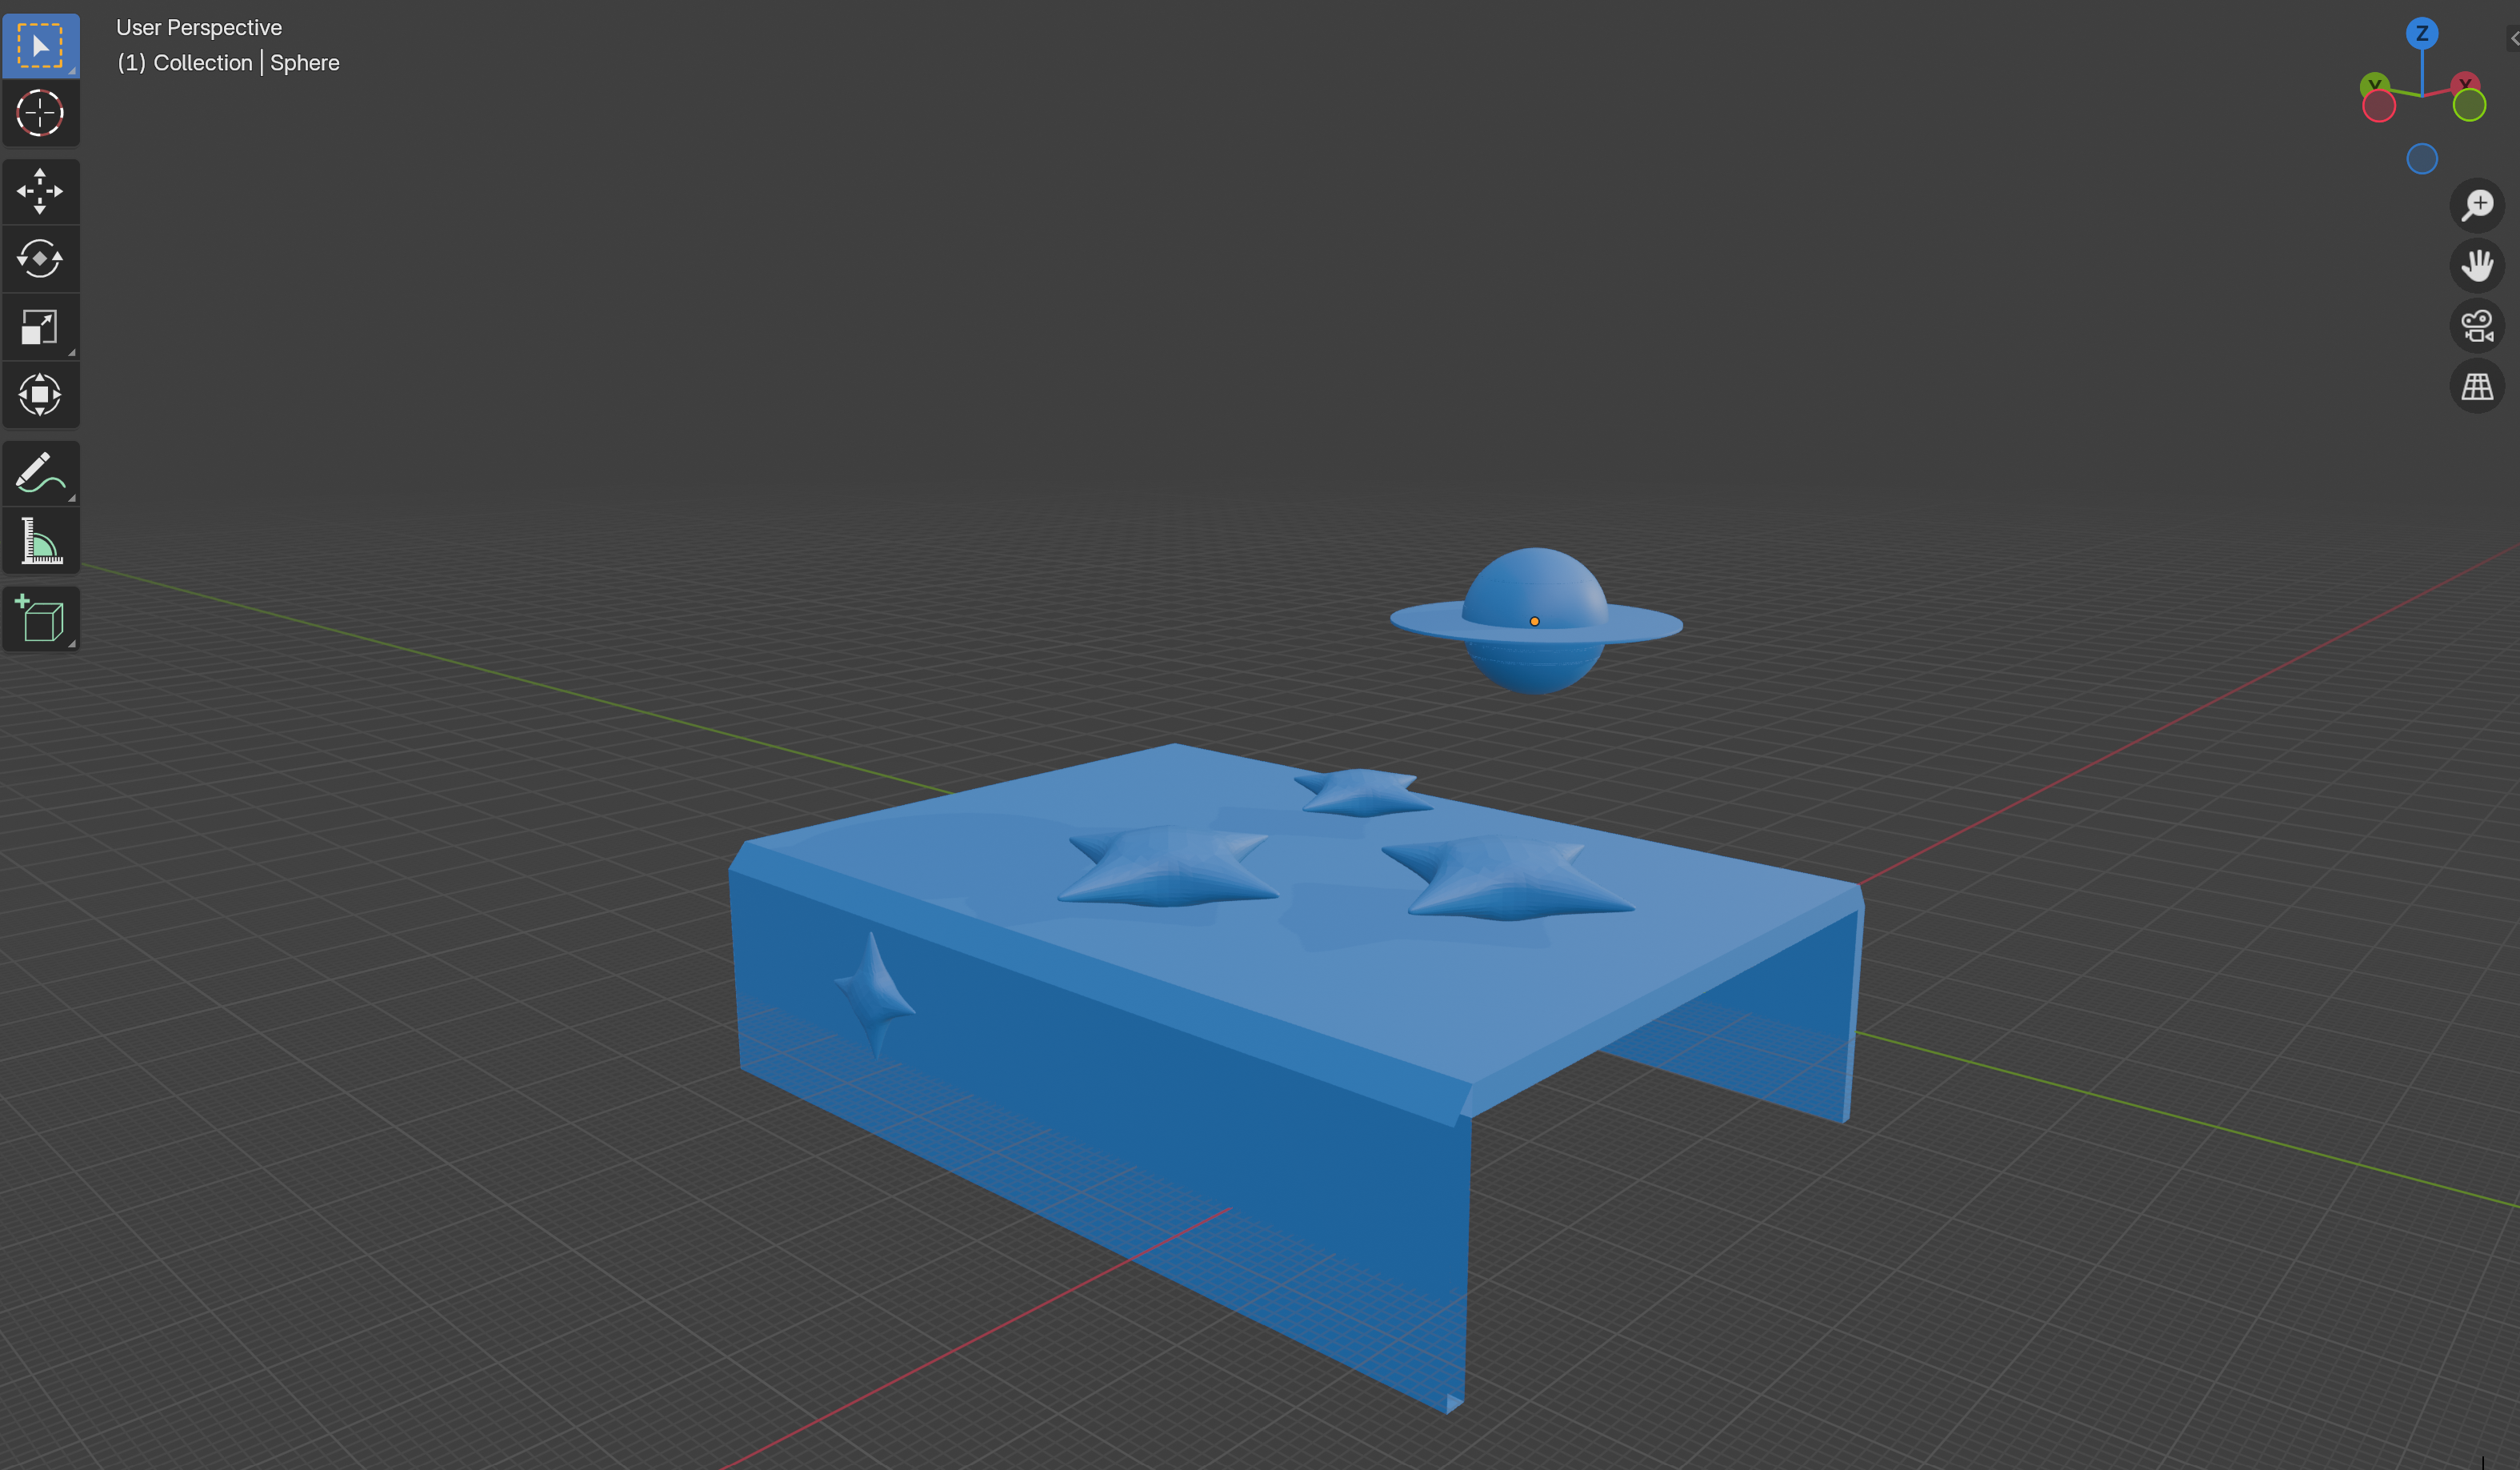 User Perspective
(1) Collection | Sphere
Z
Y
X